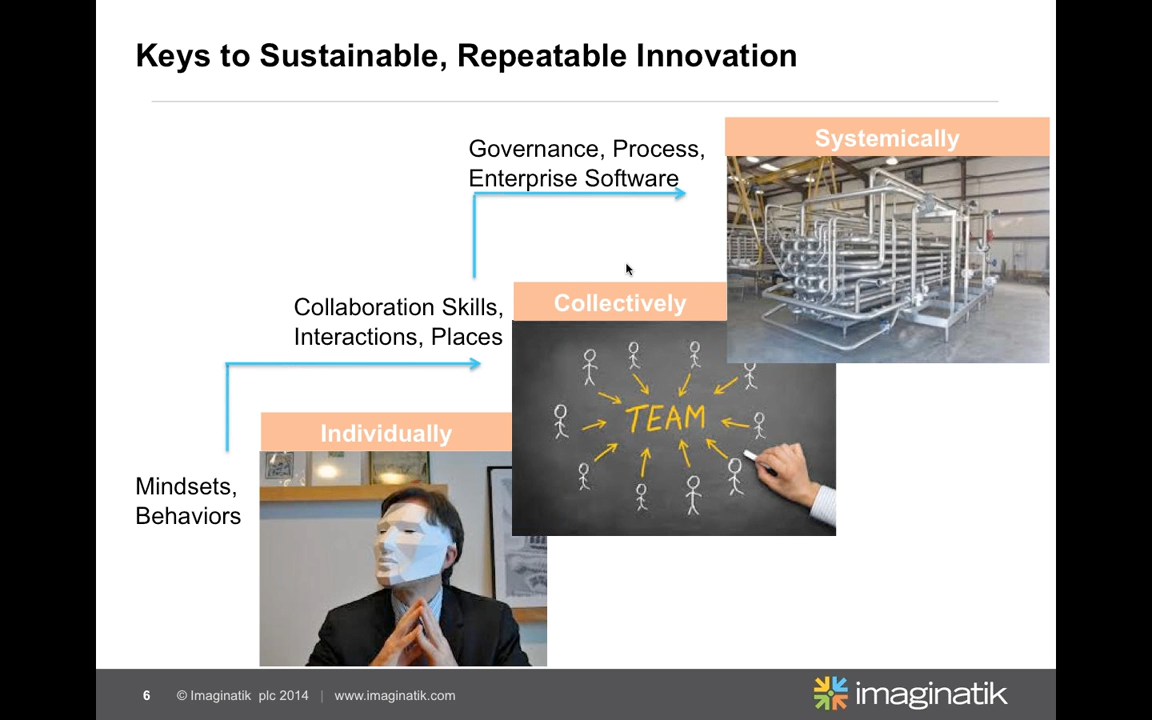 Keys to Sustainable, Repeatable Innovation
Systemically
Governance, Process,
Enterprise Software
Collectively
Collaboration Skills,
Interactions, Places
TEAM
Individually
Mindsets,
Behaviors
6 © Imaginatik plc 2014 | www.imaginatik.com
imaginatik